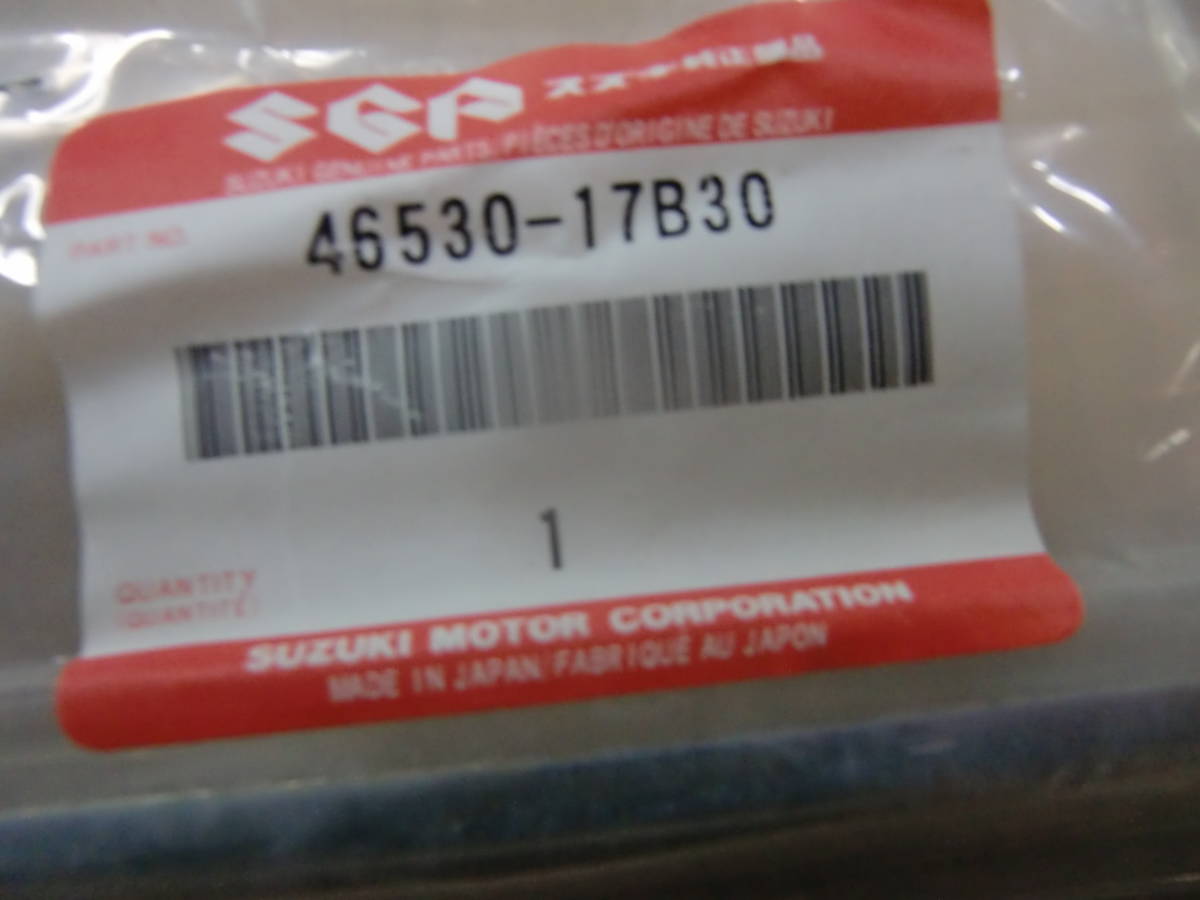 SGP スズキ純正部品
SUZUKI GENUINE PARTS/PIÈCES D'ORIGINE DE SUZUKI
PART NO.
46530-17B30
1
QUANTITY
(QUANTITÉ)
SUZUKI MOTOR CORPORATION
MADE IN JAPAN/FABRIQUÉ AU JAPON